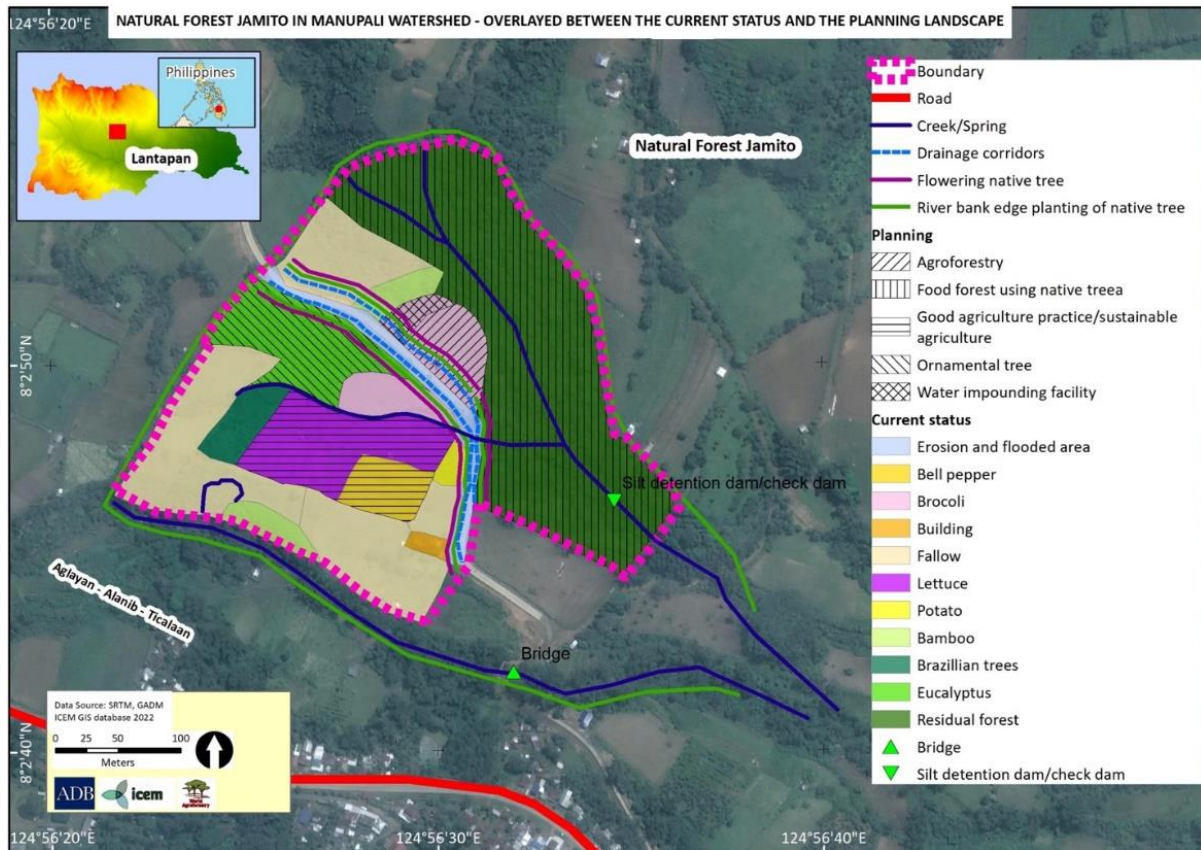 NATURAL FOREST JAMITO IN MANUPALI WATERSHED - OVERLAYED BETWEEN THE CURRENT STATUS AND THE PLANNING LANDSCAPE
124°56'20"E
Philippines
Lantapan
Natural Forest Jamito
8°2'50"N
Silt detention dam/check dam
Aglayan - Alanib - Ticalaan
Bridge
8°2'40"N
Data Source: SRTM, GADM
ICEM GIS database 2022
0 25 50 100
Meters
ADB
icem
World
Agroforestry
124°56'20"E
124°56'30"E
124°56'40"E
Boundary
Road
Creek/Spring
Drainage corridors
Flowering native tree
River bank edge planting of native tree
Planning
Agroforestry
Food forest using native treea
Good agriculture practice/sustainable
agriculture
Ornamental tree
Water impounding facility
Current status
Erosion and flooded area
Bell pepper
Brocoli
Building
Fallow
Lettuce
Potato
Bamboo
Brazillian trees
Eucalyptus
Residual forest
Bridge
Silt detention dam/check dam